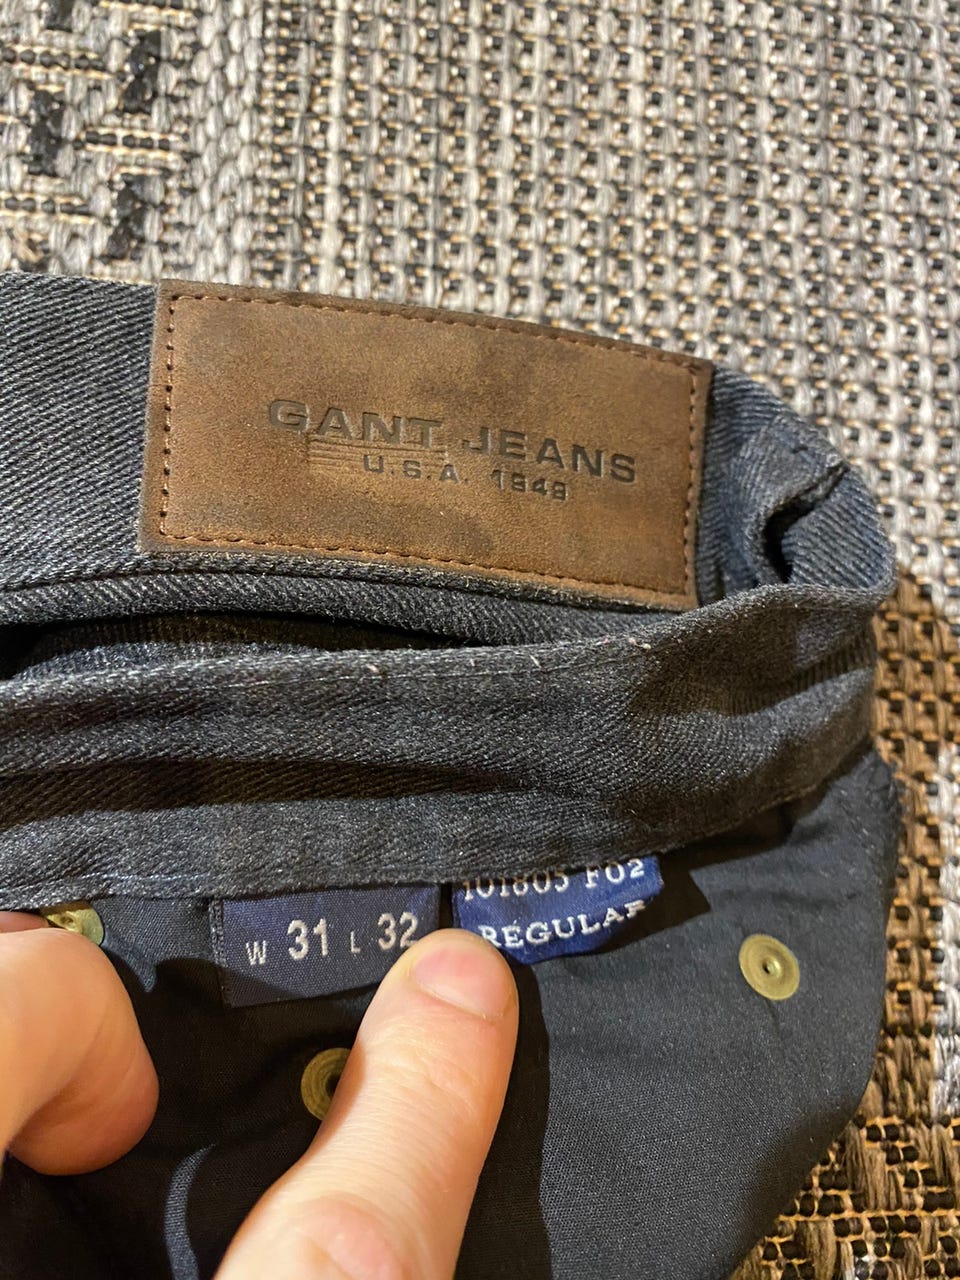 GANT JEANS
U.S.A. 1949
W 31 L 32
101805 F02
REGULAR